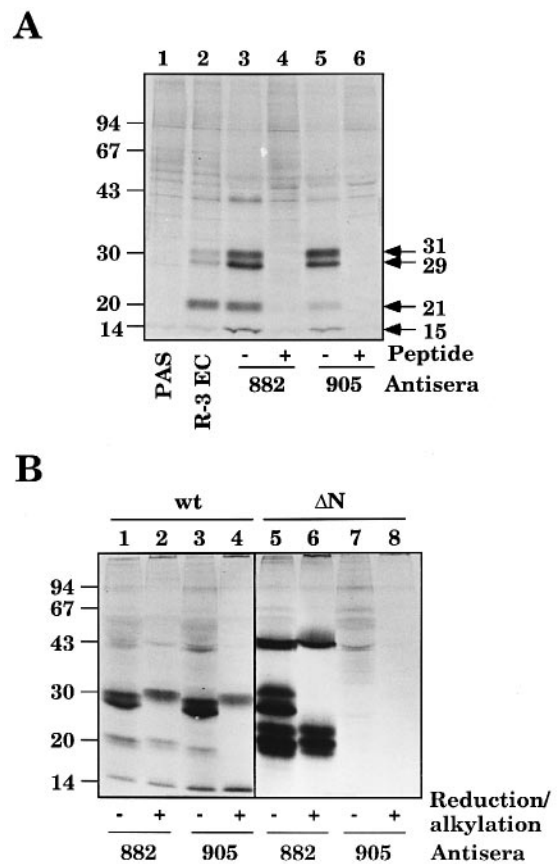 A
1 2 3 4 5 6
94
67
43
30
20
14
31
29
21
15
PAS
R-3 EC
- + - + Peptide
882 905 Antisera
B
wt ΔN
1 2 3 4 5 6 7 8
94
67
43
30
20
14
- + - + - + - + Reduction/
alkylation
882 905 882 905 Antisera